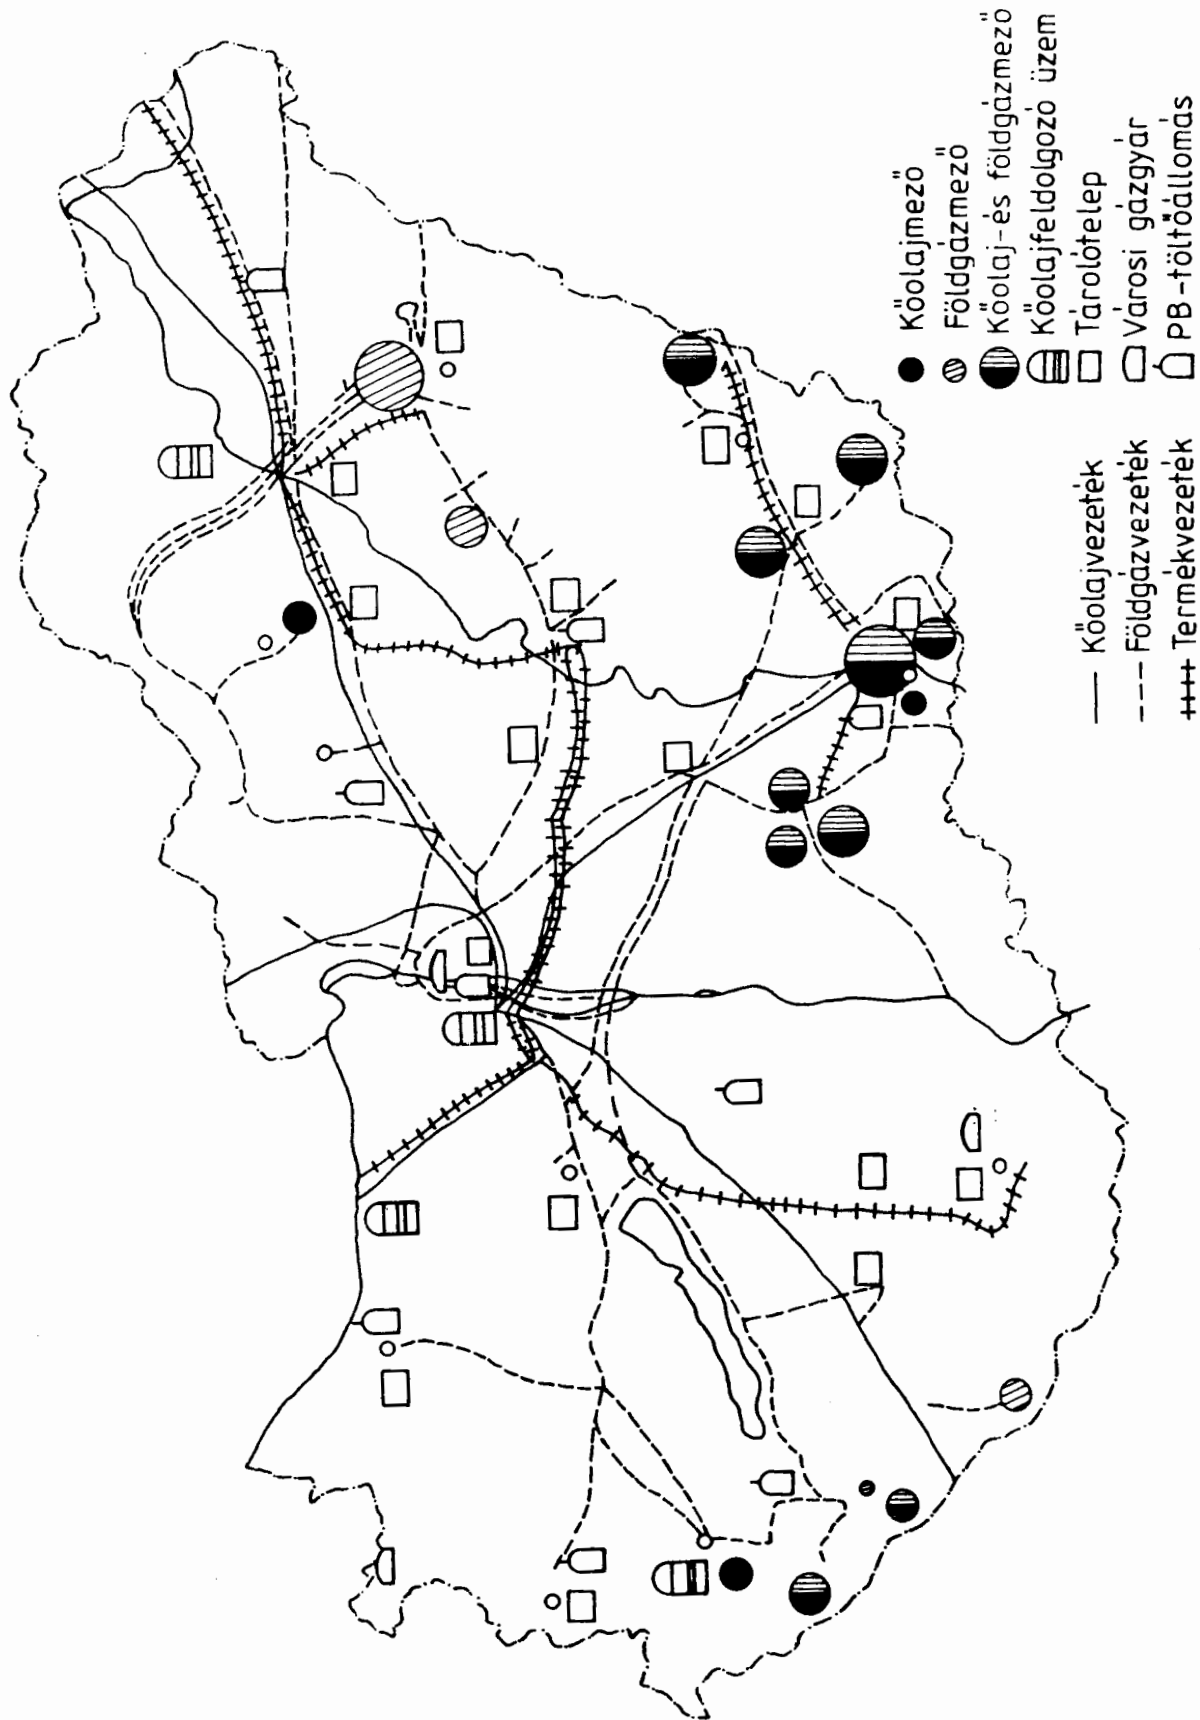 Kőolajmező
Földgázmező
Kőolaj-és földgázmező
Kőolajfeldolgozó üzem
Tárolótelep
Városi gázgyár
PB-töltőállomás
Kőolajvezeték
Földgázvezeték
Termékvezeték